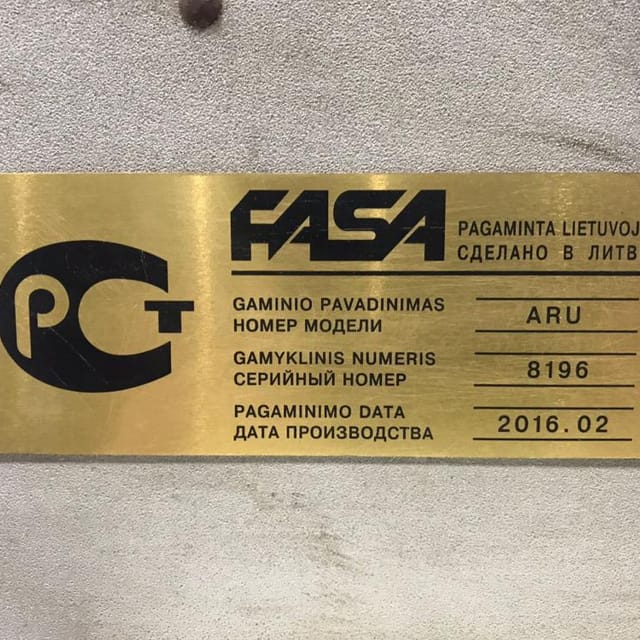 FASA
PAGAMINTA LIETUVOJ
СДЕЛАНО В ЛИТВ
РСТ
GAMINIO PAVADINIMAS
НОМЕР МОДЕЛИ
ARU
GAMYKLINIS NUMERIS
СЕРИЙНЫЙ НОМЕР
8196
PAGAMINIMO DATA
ДАТА ПРОИЗВОДСТВА
2016.02